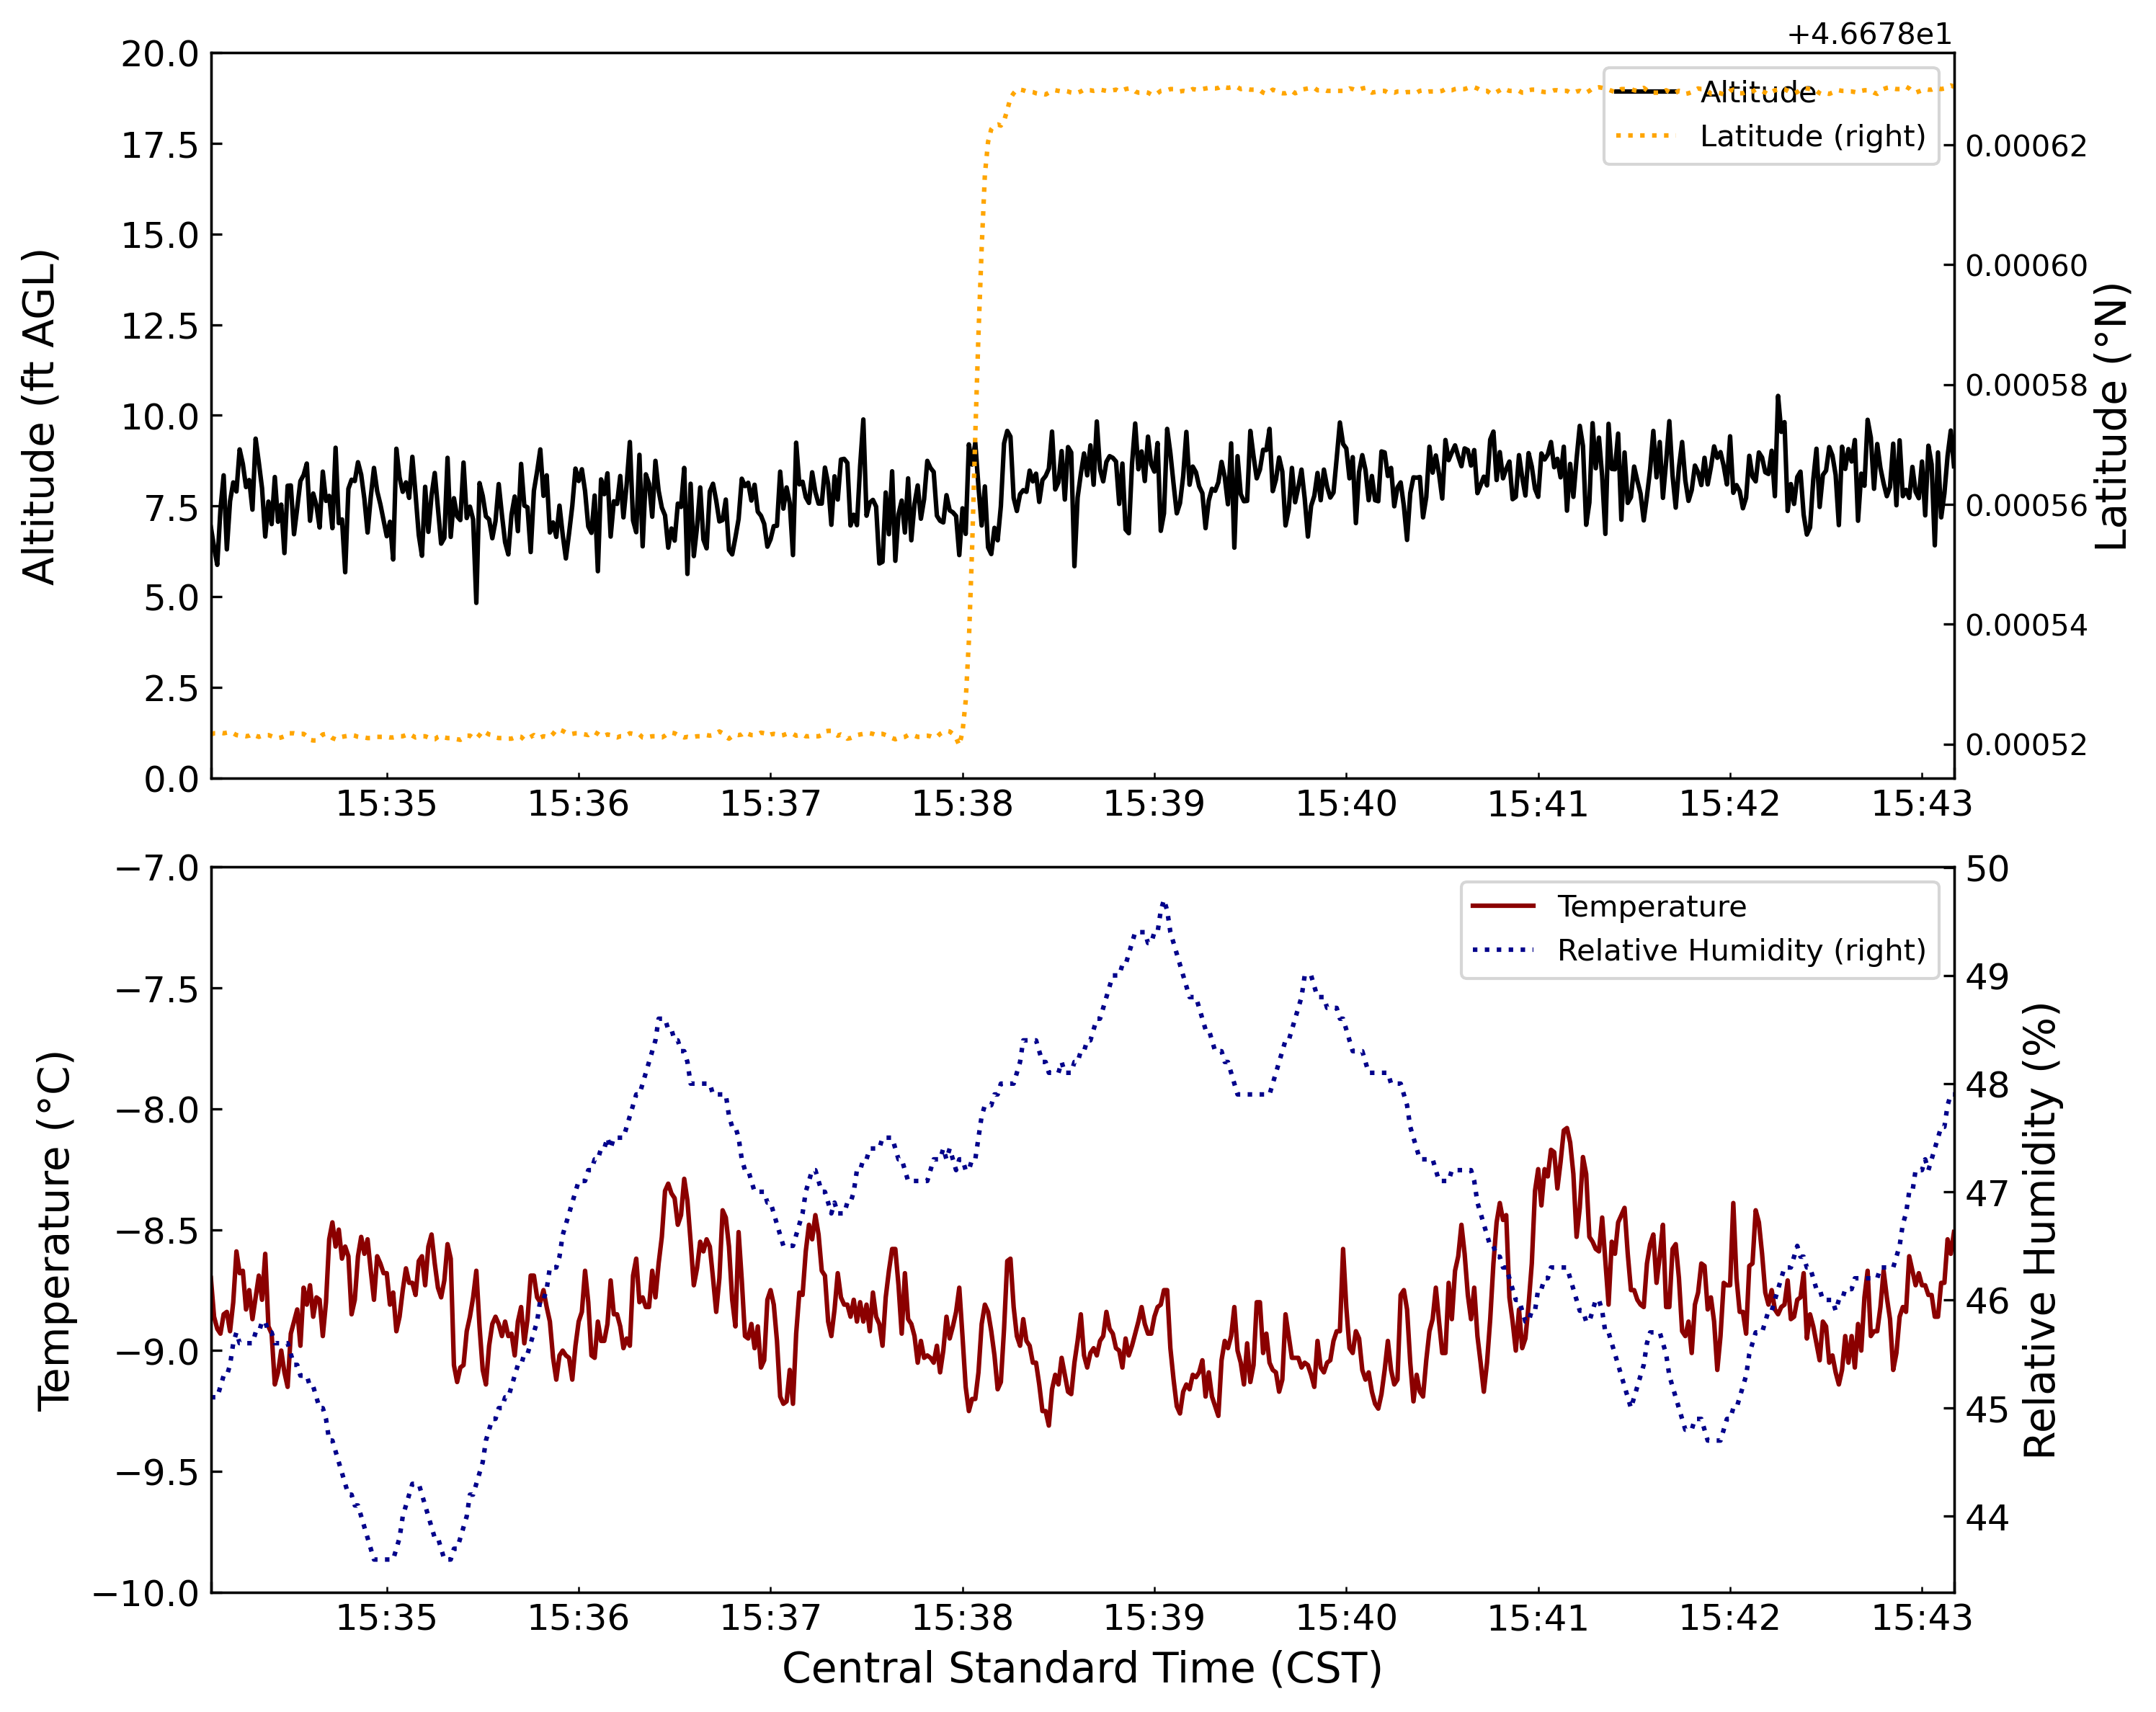 +4.6678e1
20.0
17.5
15.0
12.5
10.0
7.5
5.0
2.5
0.0
Altitude (ft AGL)
Altitude
Latitude (right)
0.00062
0.00060
0.00058
0.00056
0.00054
0.00052
Latitude (°N)
15:35 15:36 15:37 15:38 15:39 15:40 15:41 15:42 15:43
−7.0
−7.5
−8.0
−8.5
−9.0
−9.5
−10.0
Temperature (°C)
Temperature
Relative Humidity (right)
50
49
48
47
46
45
44
Relative Humidity (%)
15:35 15:36 15:37 15:38 15:39 15:40 15:41 15:42 15:43
Central Standard Time (CST)